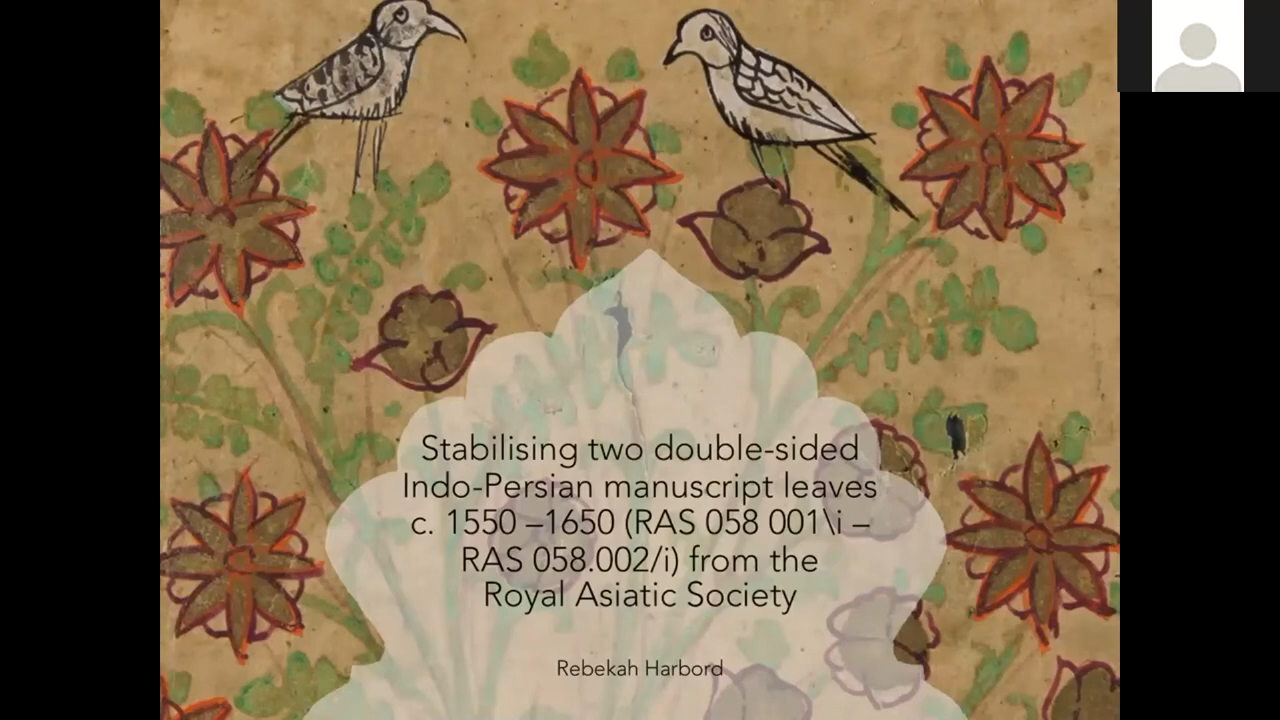 Stabilising two double-sided
Indo-Persian manuscript leaves
c. 1550 –1650 (RAS 058 001\i –
RAS 058.002/i) from the
Royal Asiatic Society
Rebekah Harbord